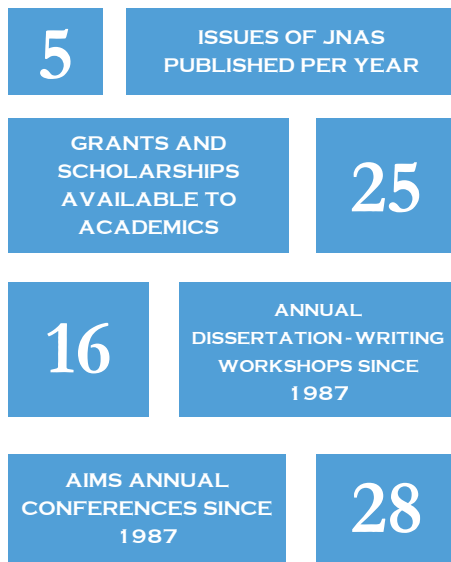 5
ISSUES OF JNAS
PUBLISHED PER YEAR
GRANTS AND
SCHOLARSHIPS
AVAILABLE TO
ACADEMICS
25
16
ANNUAL
DISSERTATION-WRITING
WORKSHOPS SINCE
1987
AIMS ANNUAL
CONFERENCES SINCE
1987
28